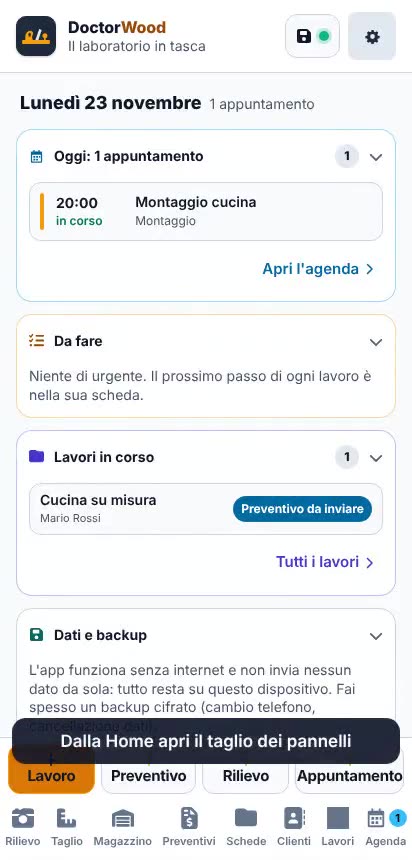 DoctorWood
Il laboratorio in tasca
Lunedì 23 novembre 1 appuntamento
Oggi: 1 appuntamento 1
20:00 Montaggio cucina
in corso Montaggio
Apri l'agenda
Da fare
Niente di urgente. Il prossimo passo di ogni lavoro è
nella sua scheda.
Lavori in corso 1
Cucina su misura
Mario Rossi
Preventivo da inviare
Tutti i lavori
Dati e backup
L'app funziona senza internet e non invia nessun
dato da sola: tutto resta su questo dispositivo. Fai
spesso un backup cifrato (cambio telefono,
cancellazione dati).
Dalla Home apri il taglio dei pannelli
Lavoro Preventivo Rilievo Appuntamento
1
Rilievo Taglio Magazzino Preventivi Schede Clienti Lavori Agenda